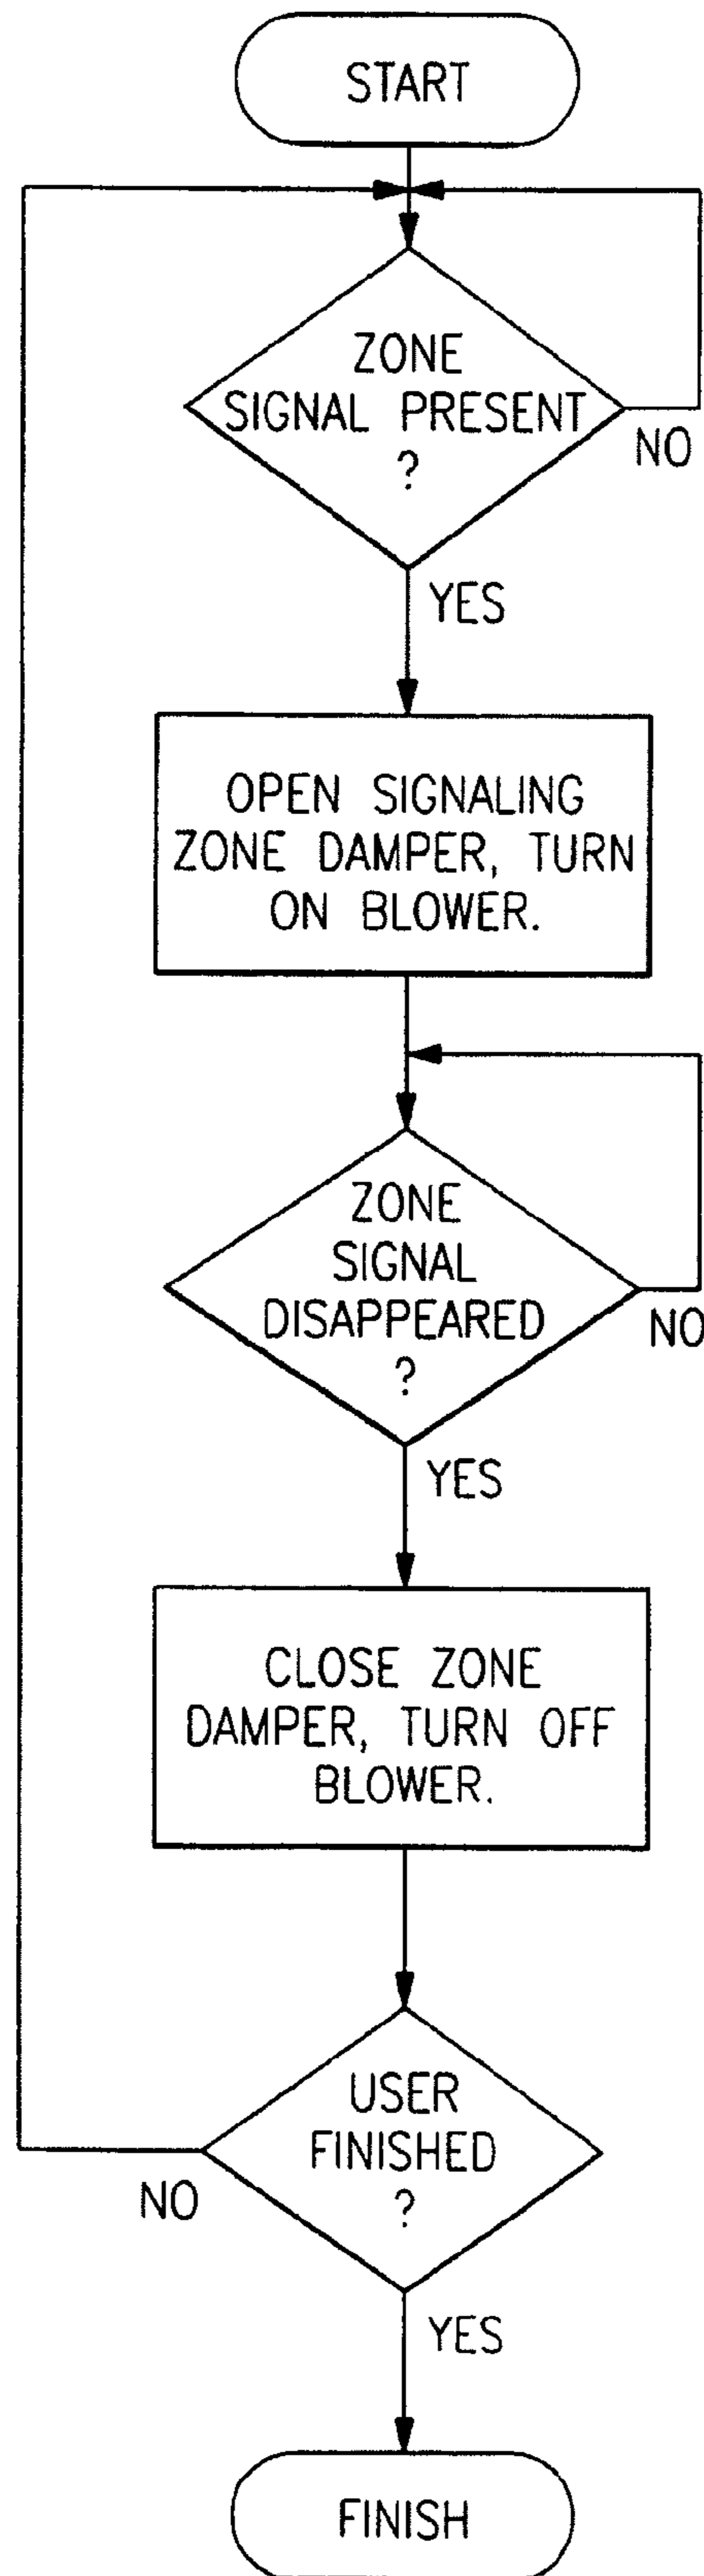 START
ZONE
SIGNAL PRESENT
?
NO
YES
OPEN SIGNALING
ZONE DAMPER, TURN
ON BLOWER.
ZONE
SIGNAL
DISAPPEARED
?
NO
YES
CLOSE ZONE
DAMPER, TURN OFF
BLOWER.
USER
FINISHED
?
NO
YES
FINISH